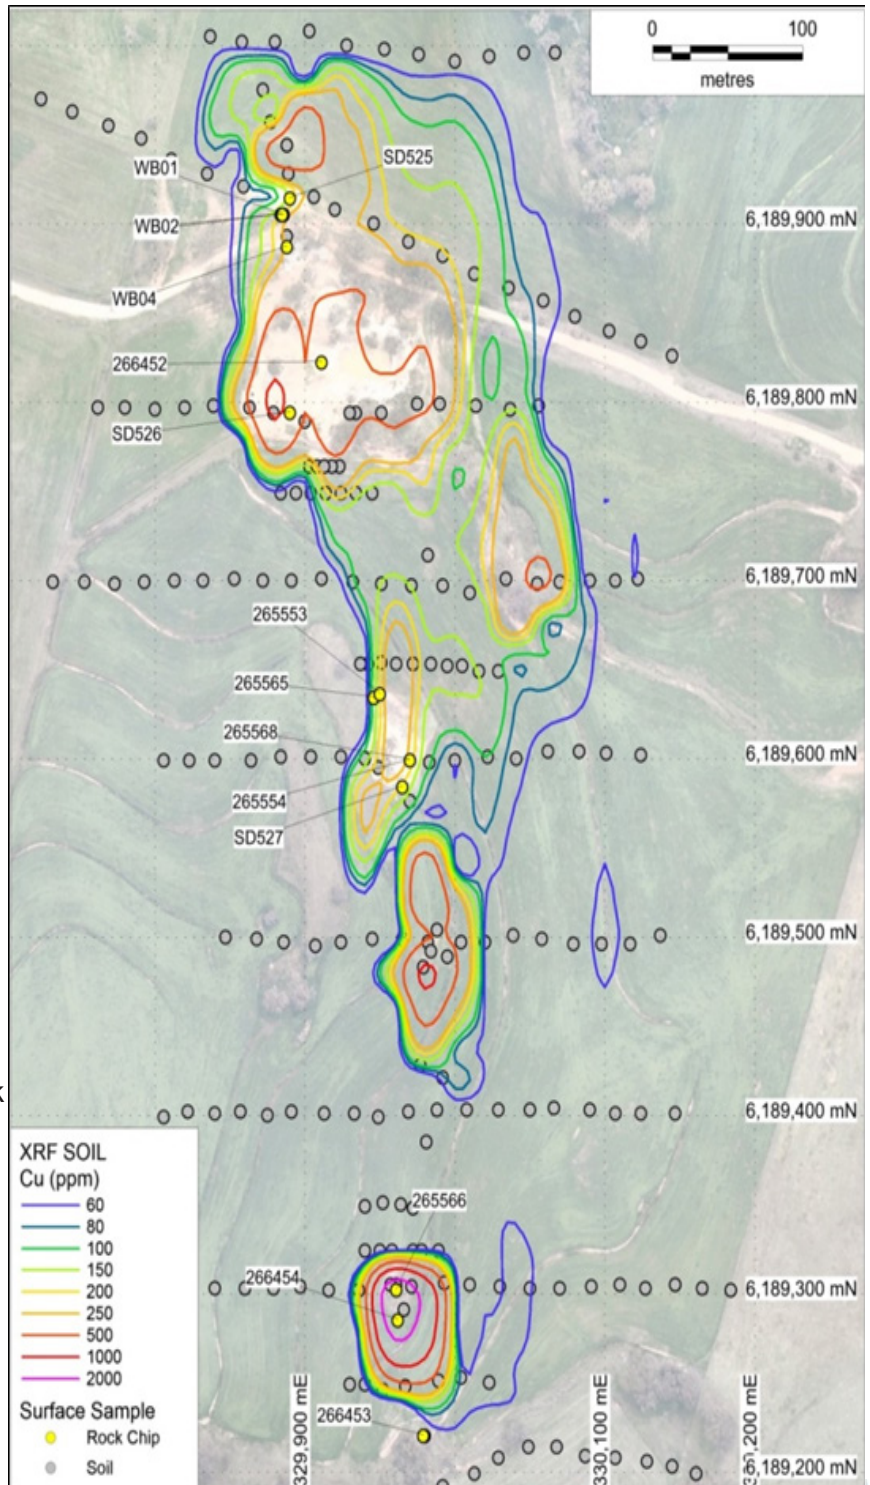 0 100
metres
WB01
SD525
WB02
6,189,900 mN
WB04
266452
6,189,800 mN
SD526
6,189,700 mN
265553
265565
265568
6,189,600 mN
265554
SD527
6,189,500 mN
6,189,400 mN
XRF SOIL
Cu (ppm)
60
80
100
150
200
250
500
1000
2000
Surface Sample
Rock Chip
Soil
265566
266454
6,189,300 mN
266453
329,900 mE
330,100 mE
,200 mE
6,189,200 mN